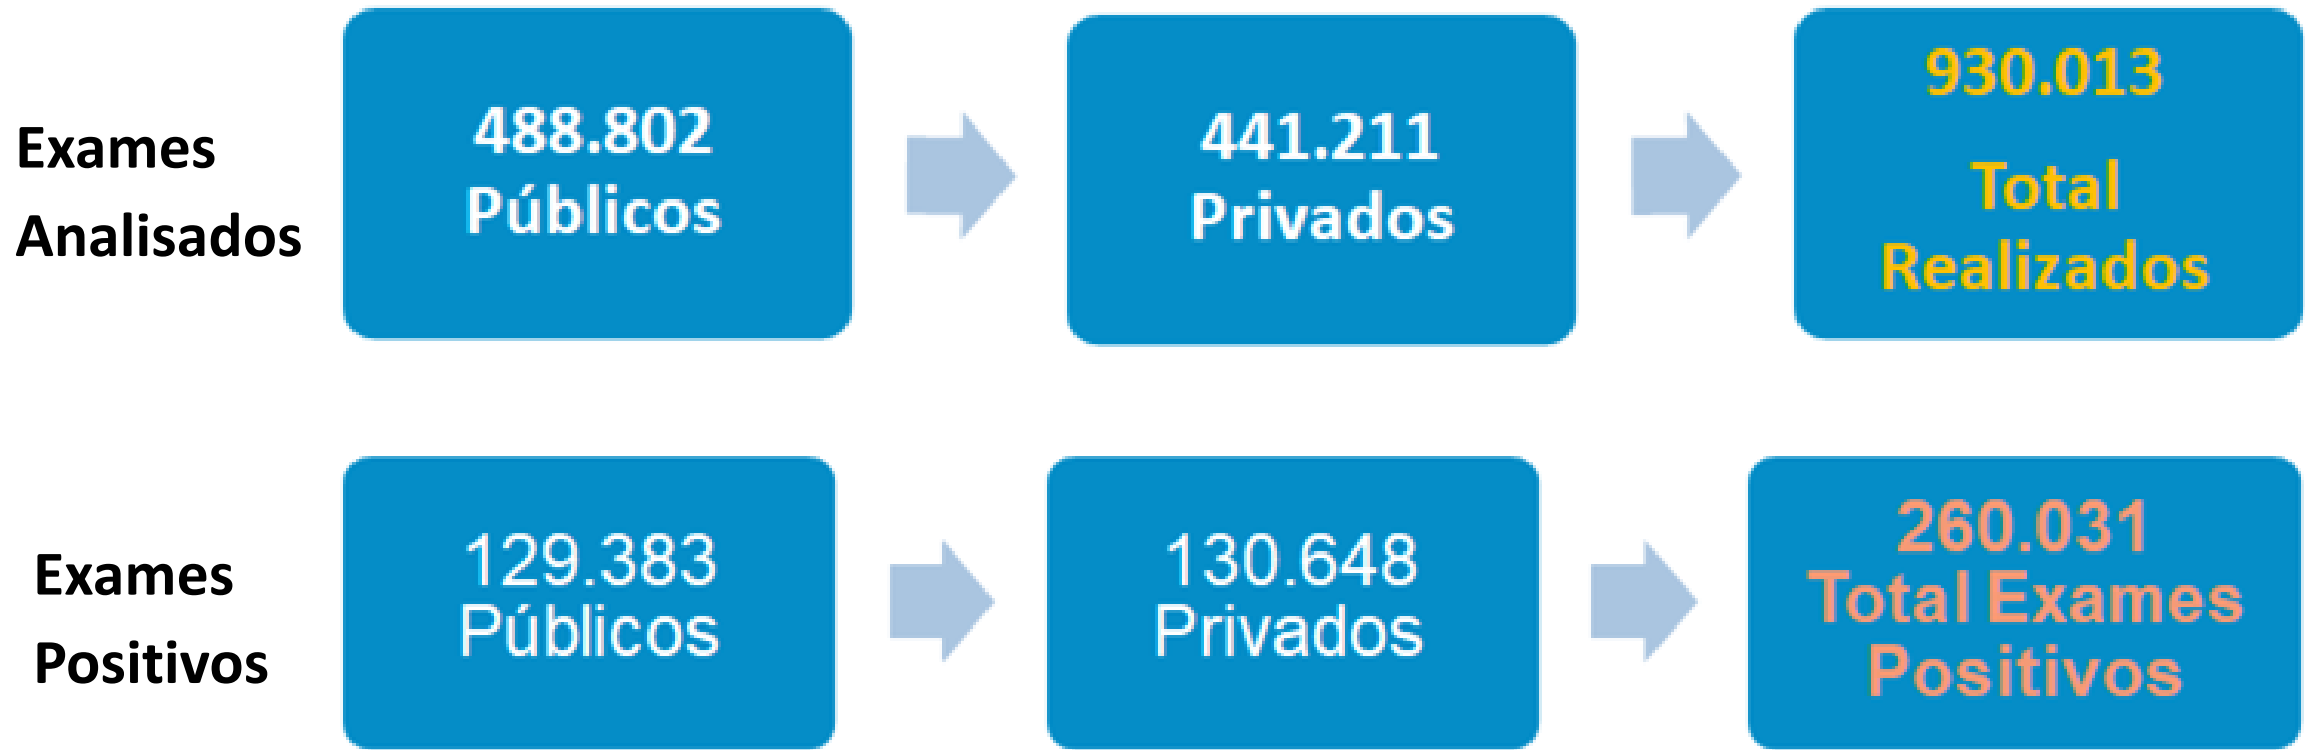 Exames
Analisados
488.802
Públicos
441.211
Privados
930.013
Total
Realizados
Exames
Positivos
129.383
Públicos
130.648
Privados
260.031
Total Exames
Positivos